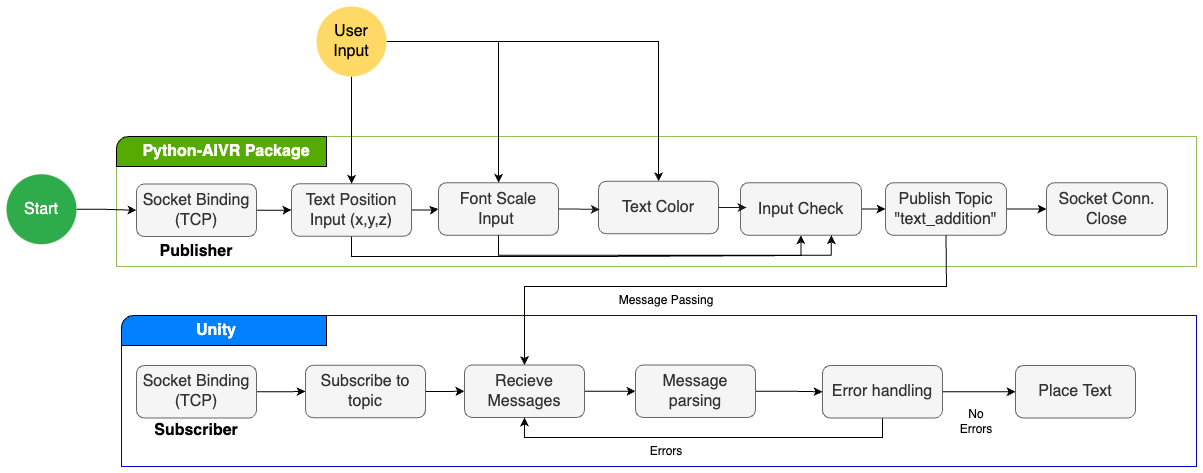 User
Input
Python-AIVR Package
Start
Socket Binding
(TCP)
Text Position
Input (x,y,z)
Font Scale
Input
Text Color
Input Check
Publish Topic
"text_addition"
Socket Conn.
Close
Publisher
Message Passing
Unity
Socket Binding
(TCP)
Subscribe to
topic
Recieve
Messages
Message
parsing
Error handling
Place Text
Subscriber
No
Errors
Errors